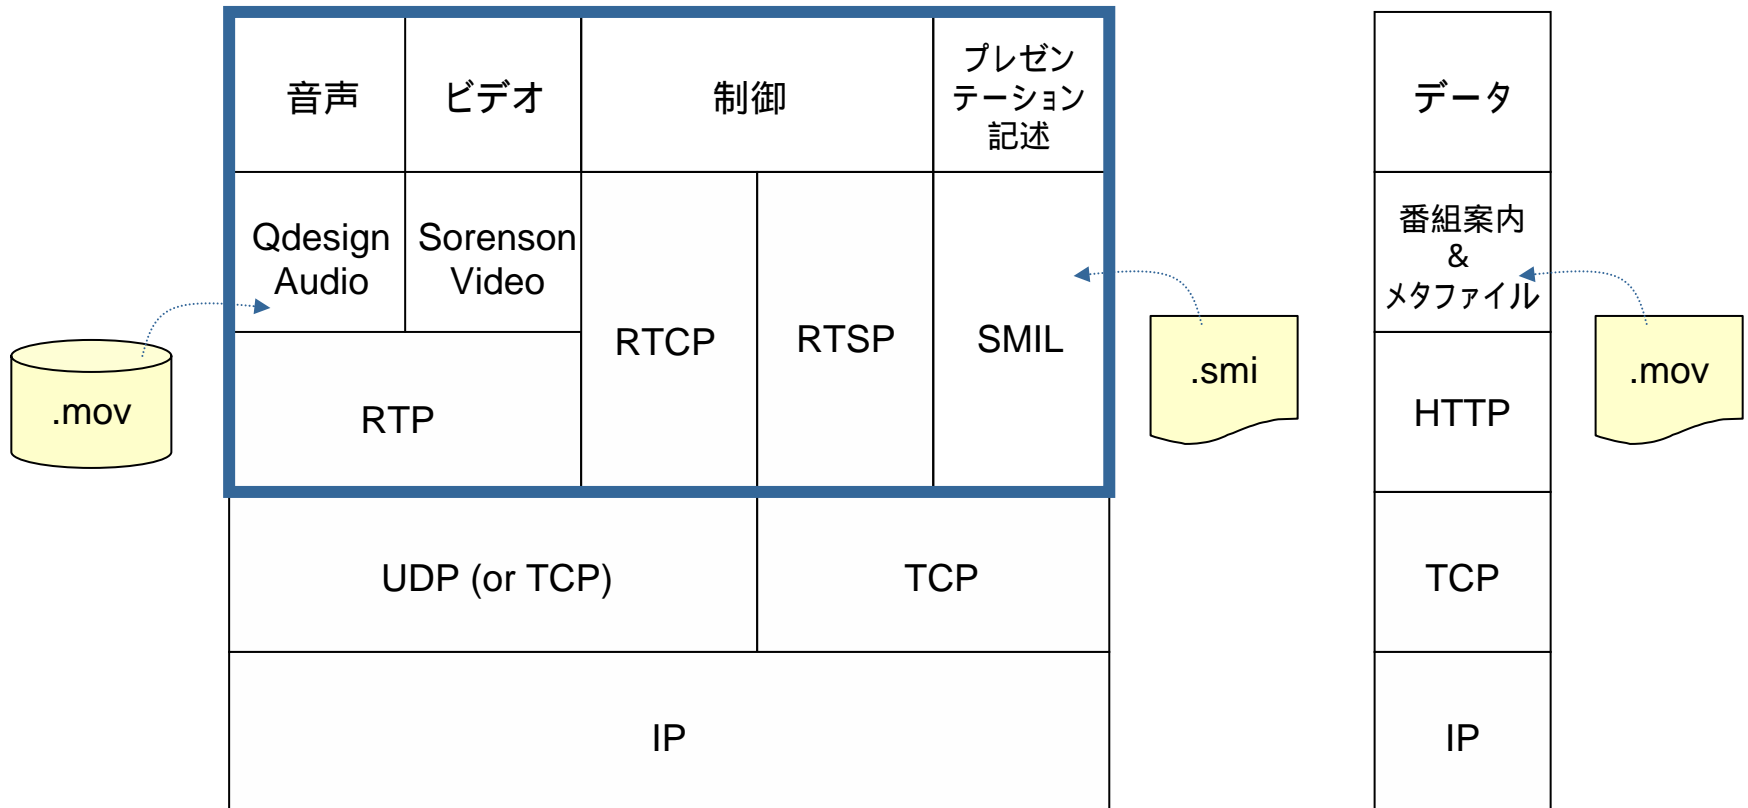 音声
ビデオ
制御
プレゼン
テーション
記述
Qdesign
Audio
Sorenson
Video
RTP
RTCP
RTSP
SMIL
.mov
.smi
UDP (or TCP)
TCP
IP
データ
番組案内
&
メタファイル
HTTP
.mov
TCP
IP